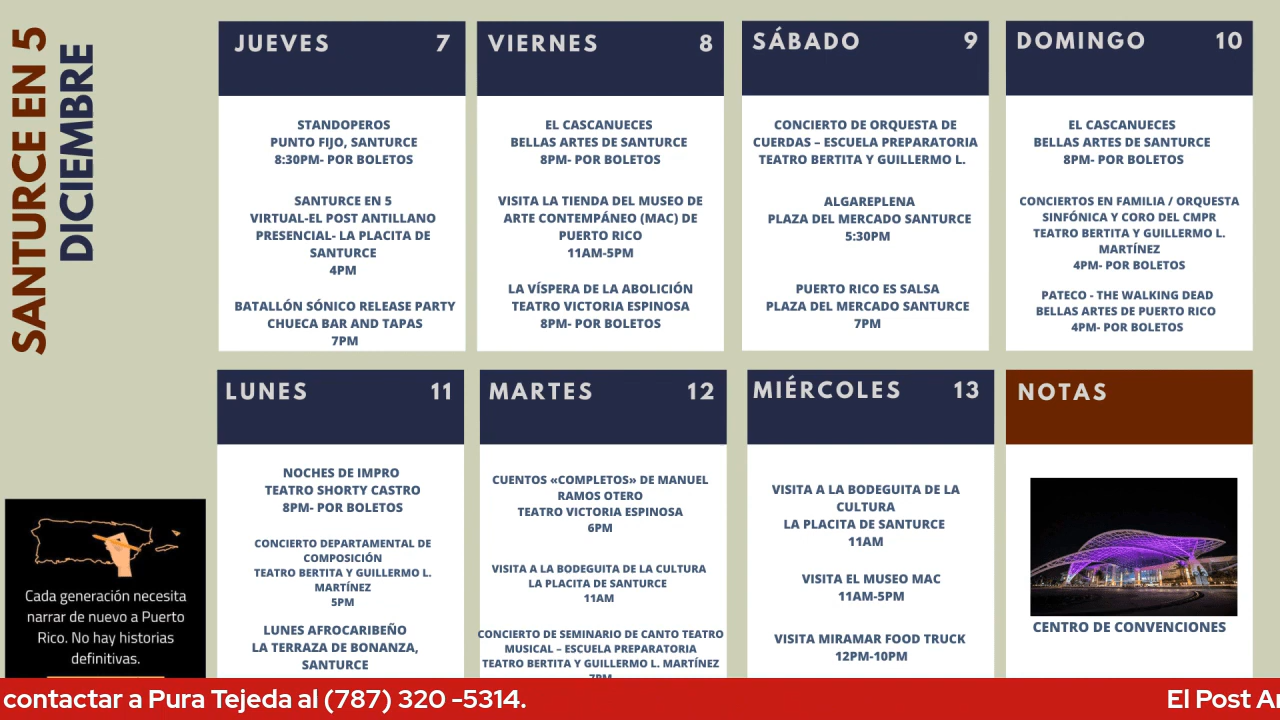 SANTURCE EN 5
DICIEMBRE
JUEVES 7
STANDOPEROS
PUNTO FIJO, SANTURCE
8:30PM- POR BOLETOS
SANTURCE EN 5
VIRTUAL-EL POST ANTILLANO
PRESENCIAL- LA PLACITA DE
SANTURCE
4PM
BATALLÓN SÓNICO RELEASE PARTY
CHUECA BAR AND TAPAS
7PM
VIERNES 8
EL CASCANUECES
BELLAS ARTES DE SANTURCE
8PM- POR BOLETOS
VISITA LA TIENDA DEL MUSEO DE
ARTE CONTEMPÁNEO (MAC) DE
PUERTO RICO
11AM-5PM
LA VÍSPERA DE LA ABOLICIÓN
TEATRO VICTORIA ESPINOSA
8PM- POR BOLETOS
SÁBADO 9
CONCIERTO DE ORQUESTA DE
CUERDAS – ESCUELA PREPARATORIA
TEATRO BERTITA Y GUILLERMO L.
ALGAREPLENA
PLAZA DEL MERCADO SANTURCE
5:30PM
PUERTO RICO ES SALSA
PLAZA DEL MERCADO SANTURCE
7PM
DOMINGO 10
EL CASCANUECES
BELLAS ARTES DE SANTURCE
8PM- POR BOLETOS
CONCIERTOS EN FAMILIA / ORQUESTA
SINFÓNICA Y CORO DEL CMPR
TEATRO BERTITA Y GUILLERMO L.
MARTÍNEZ
4PM- POR BOLETOS
PATECO - THE WALKING DEAD
BELLAS ARTES DE PUERTO RICO
4PM- POR BOLETOS
LUNES 11
NOCHES DE IMPRO
TEATRO SHORTY CASTRO
8PM- POR BOLETOS
CONCIERTO DEPARTAMENTAL DE
COMPOSICIÓN
TEATRO BERTITA Y GUILLERMO L.
MARTÍNEZ
5PM
LUNES AFROCARIBEÑO
LA TERRAZA DE BONANZA,
SANTURCE
MARTES 12
CUENTOS «COMPLETOS» DE MANUEL
RAMOS OTERO
TEATRO VICTORIA ESPINOSA
6PM
VISITA A LA BODEGUITA DE LA CULTURA
LA PLACITA DE SANTURCE
11AM
CONCIERTO DE SEMINARIO DE CANTO TEATRO
MUSICAL – ESCUELA PREPARATORIA
TEATRO BERTITA Y GUILLERMO L. MARTÍNEZ
7PM
MIÉRCOLES 13
VISITA A LA BODEGUITA DE LA
CULTURA
LA PLACITA DE SANTURCE
11AM
VISITA EL MUSEO MAC
11AM-5PM
VISITA MIRAMAR FOOD TRUCK
12PM-10PM
NOTAS
CENTRO DE CONVENCIONES
Cada generación necesita
narrar de nuevo a Puerto
Rico. No hay historias
definitivas.
contactar a Pura Tejeda al (787) 320 -5314. El Post